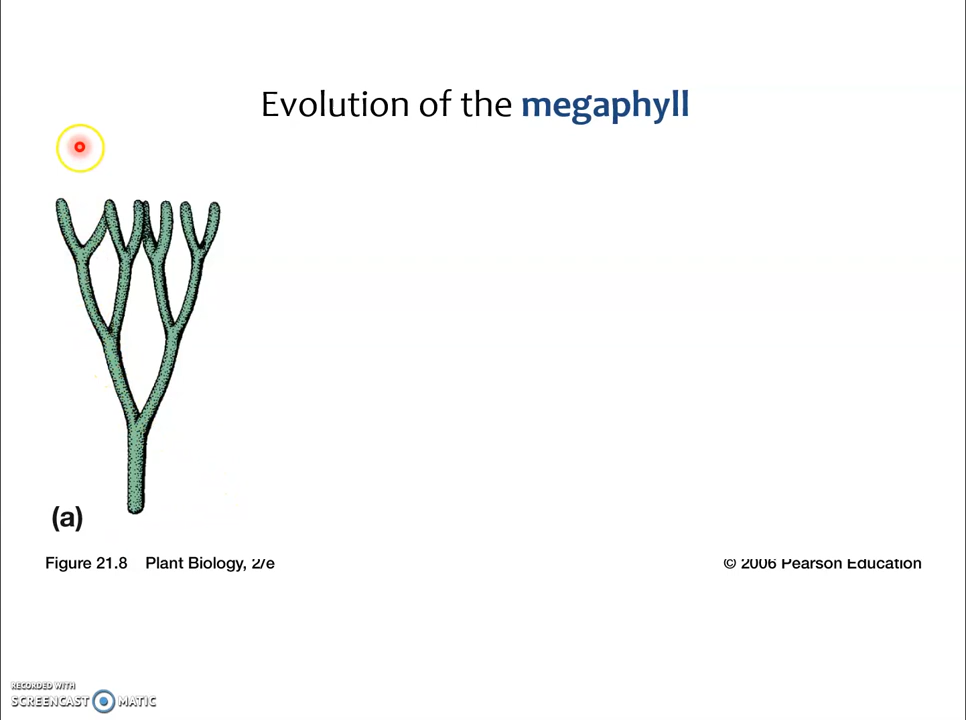 Evolution of the megaphyll
(a)
Figure 21.8 Plant Biology, 2/e
© 2006 Pearson Education
RECORDED WITH
SCREENCAST MATIC